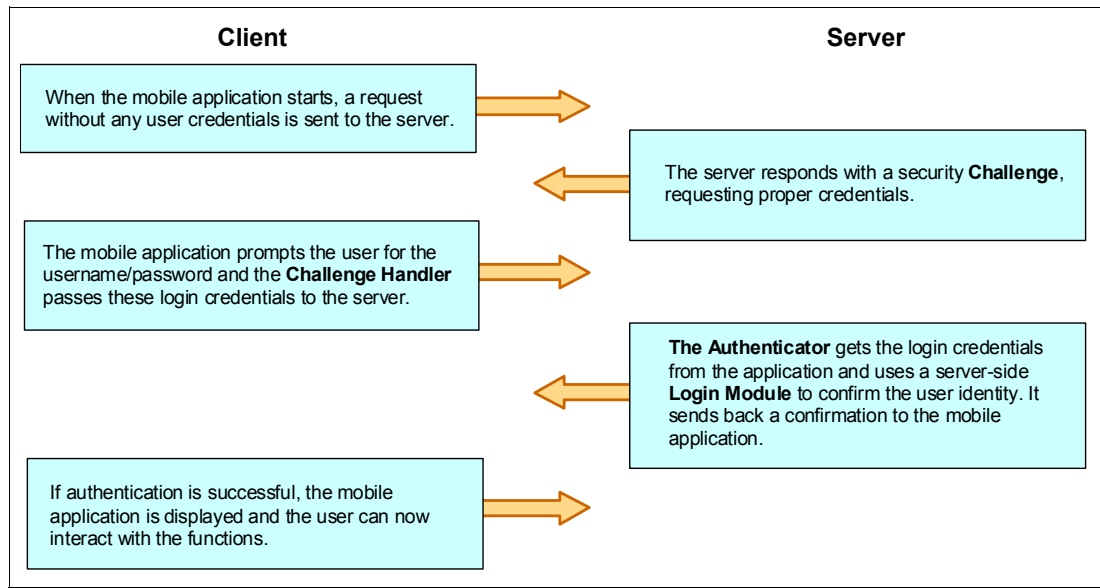 Client
Server
When the mobile application starts, a request
without any user credentials is sent to the server.
The server responds with a security Challenge,
requesting proper credentials.
The mobile application prompts the user for the
username/password and the Challenge Handler
passes these login credentials to the server.
The Authenticator gets the login credentials
from the application and uses a server-side
Login Module to confirm the user identity. It
sends back a confirmation to the mobile
application.
If authentication is successful, the mobile
application is displayed and the user can now
interact with the functions.